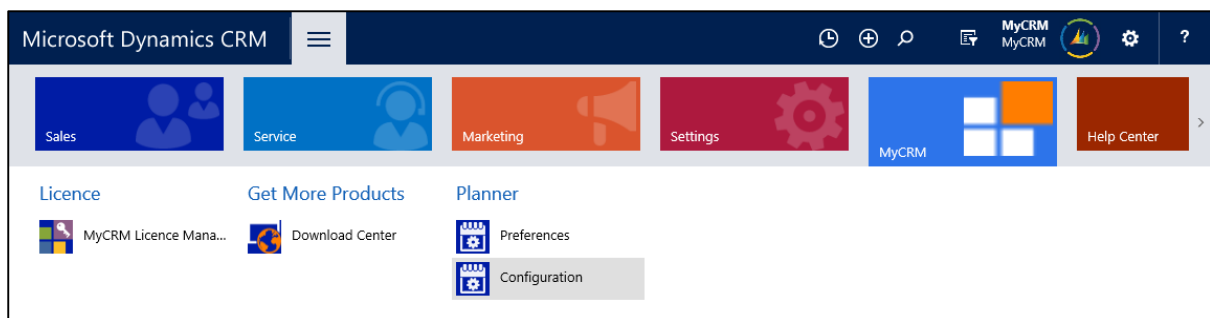 Microsoft Dynamics CRM
MyCRM
MyCRM
?
Sales
Service
Marketing
Settings
MyCRM
Help Center
Licence
Get More Products
Planner
MyCRM Licence Mana...
Download Center
Preferences
Configuration